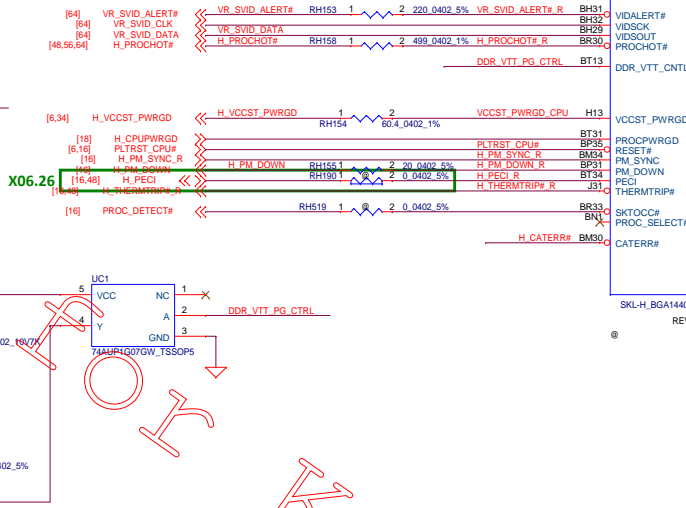 [64] VR_SVID_ALERT# VR_SVID_ALERT# RH153 1 2 220_0402_5% VR_SVID_ALERT#_R BH31 VIDALERT#
[64] VR_SVID_CLK BH32 VIDSCK
[64] VR_SVID_DATA VR_SVID_DATA BH29 VIDSOUT
[48,56,64] H_PROCHOT# H_PROCHOT# RH158 1 2 499_0402_1% H_PROCHOT#_R BR30 PROCHOT#
DDR_VTT_PG_CTRL BT13 DDR_VTT_CNTL
[6,34] H_VCCST_PWRGD H_VCCST_PWRGD 1 2 VCCST_PWRGD_CPU H13 VCCST_PWRGD
RH154 60.4_0402_1%
[18] H_CPUPWRGD BT31 PROCPWRGD
[6,16] PLTRST_CPU# PLTRST_CPU# BP35 RESET#
[16] H_PM_SYNC_R H_PM_SYNC_R BM34 PM_SYNC
[16] H_PM_DOWN H_PM_DOWN RH155 1 2 20_0402_5% H_PM_DOWN_R BP31 PM_DOWN
X06.26 [16,48] H_PECI RH190 1 @ 2 0_0402_5% H_PECI_R BT34 PECI
H_THERMTRIP#_R H_THERMTRIP#_R J31 THERMTRIP#
[16] PROC_DETECT# RH519 1 @ 2 0_0402_5% BR33 SKTOCC#
BN1 PROC_SELECT#
H_CATERR# BM30 CATERR#
UC1
5 VCC NC 1
SKL-H_BGA1440
A 2 DDR_VTT_PG_CTRL
RE
4 Y
GND 3
@
02_10V7K
74AUP1G07GW_TSSOP5
f
o
r
402_5%